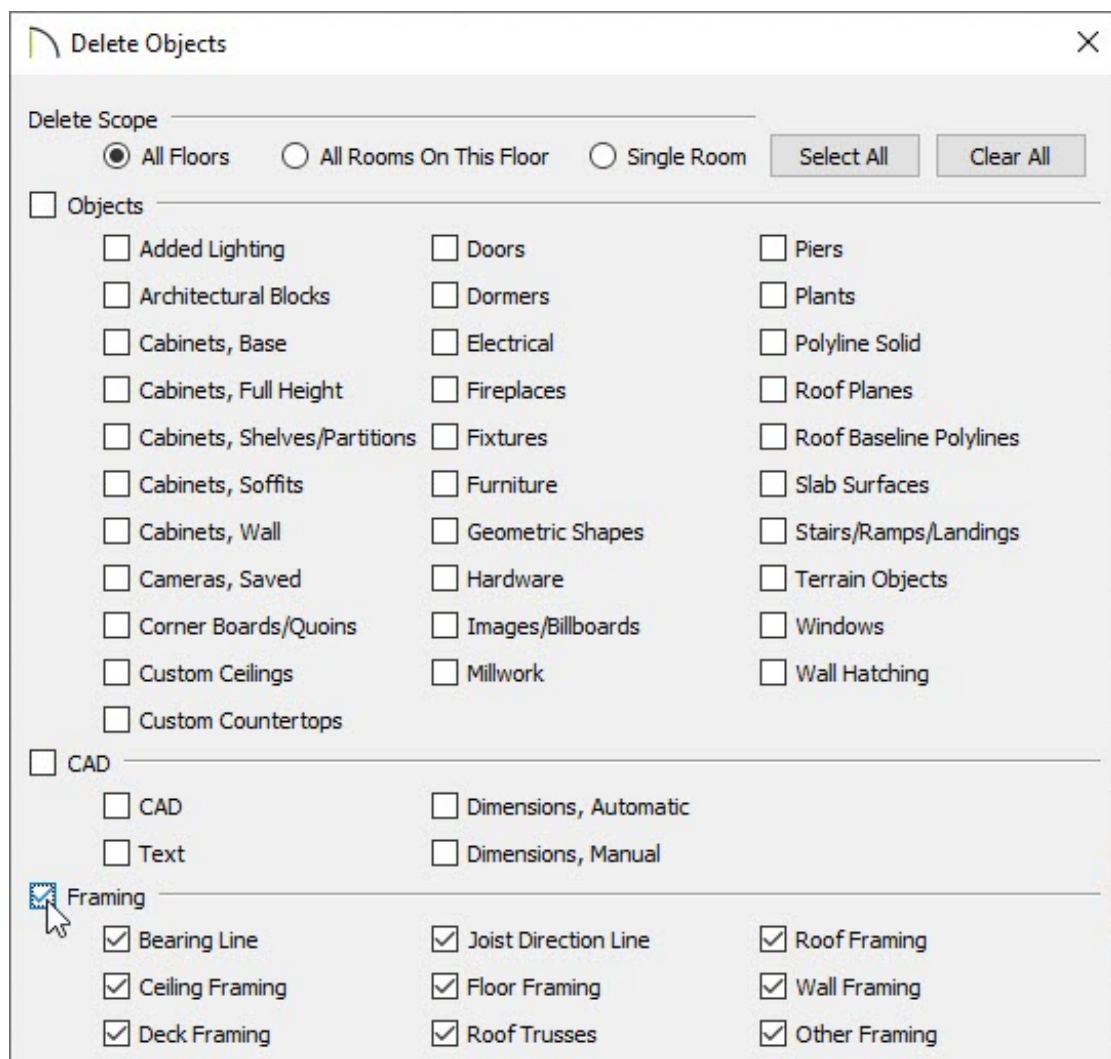 Delete Objects
Delete Scope
All Floors All Rooms On This Floor Single Room Select All Clear All
Objects
Added Lighting Doors Piers
Architectural Blocks Dormers Plants
Cabinets, Base Electrical Polyline Solid
Cabinets, Full Height Fireplaces Roof Planes
Cabinets, Shelves/Partitions Fixtures Roof Baseline Polylines
Cabinets, Soffits Furniture Slab Surfaces
Cabinets, Wall Geometric Shapes Stairs/Ramps/Landings
Cameras, Saved Hardware Terrain Objects
Corner Boards/Quoins Images/Billboards Windows
Custom Ceilings Millwork Wall Hatching
Custom Countertops
CAD
CAD Dimensions, Automatic
Text Dimensions, Manual
Framing
Bearing Line Joist Direction Line Roof Framing
Ceiling Framing Floor Framing Wall Framing
Deck Framing Roof Trusses Other Framing